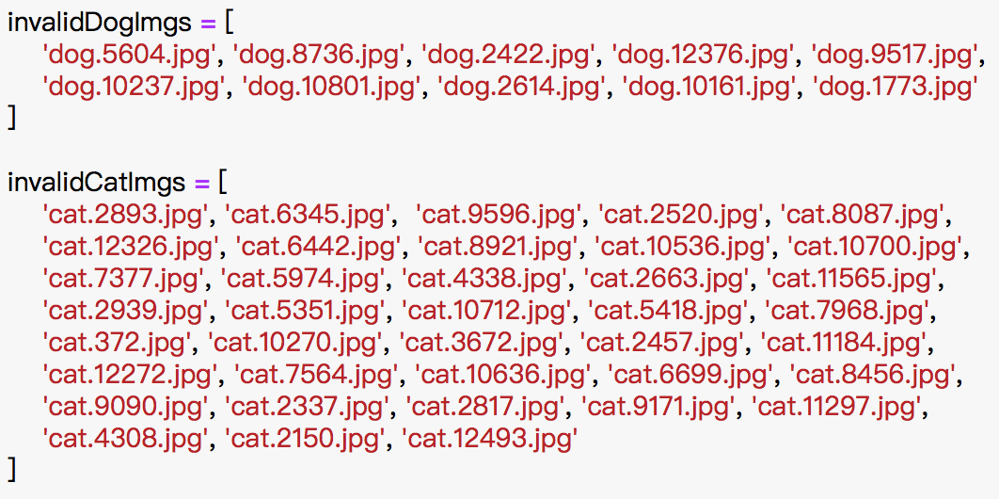 invalidDogImgs = [
'dog.5604.jpg', 'dog.8736.jpg', 'dog.2422.jpg', 'dog.12376.jpg', 'dog.9517.jpg',
'dog.10237.jpg', 'dog.10801.jpg', 'dog.2614.jpg', 'dog.10161.jpg', 'dog.1773.jpg'
]
invalidCatImgs = [
'cat.2893.jpg', 'cat.6345.jpg',  'cat.9596.jpg', 'cat.2520.jpg', 'cat.8087.jpg',
'cat.12326.jpg', 'cat.6442.jpg', 'cat.8921.jpg', 'cat.10536.jpg', 'cat.10700.jpg',
'cat.7377.jpg', 'cat.5974.jpg', 'cat.4338.jpg', 'cat.2663.jpg', 'cat.11565.jpg',
'cat.2939.jpg', 'cat.5351.jpg', 'cat.10712.jpg', 'cat.5418.jpg', 'cat.7968.jpg',
'cat.372.jpg', 'cat.10270.jpg', 'cat.3672.jpg', 'cat.2457.jpg', 'cat.11184.jpg',
'cat.12272.jpg', 'cat.7564.jpg', 'cat.10636.jpg', 'cat.6699.jpg', 'cat.8456.jpg',
'cat.9090.jpg', 'cat.2337.jpg', 'cat.2817.jpg', 'cat.9171.jpg', 'cat.11297.jpg',
'cat.4308.jpg', 'cat.2150.jpg', 'cat.12493.jpg'
]